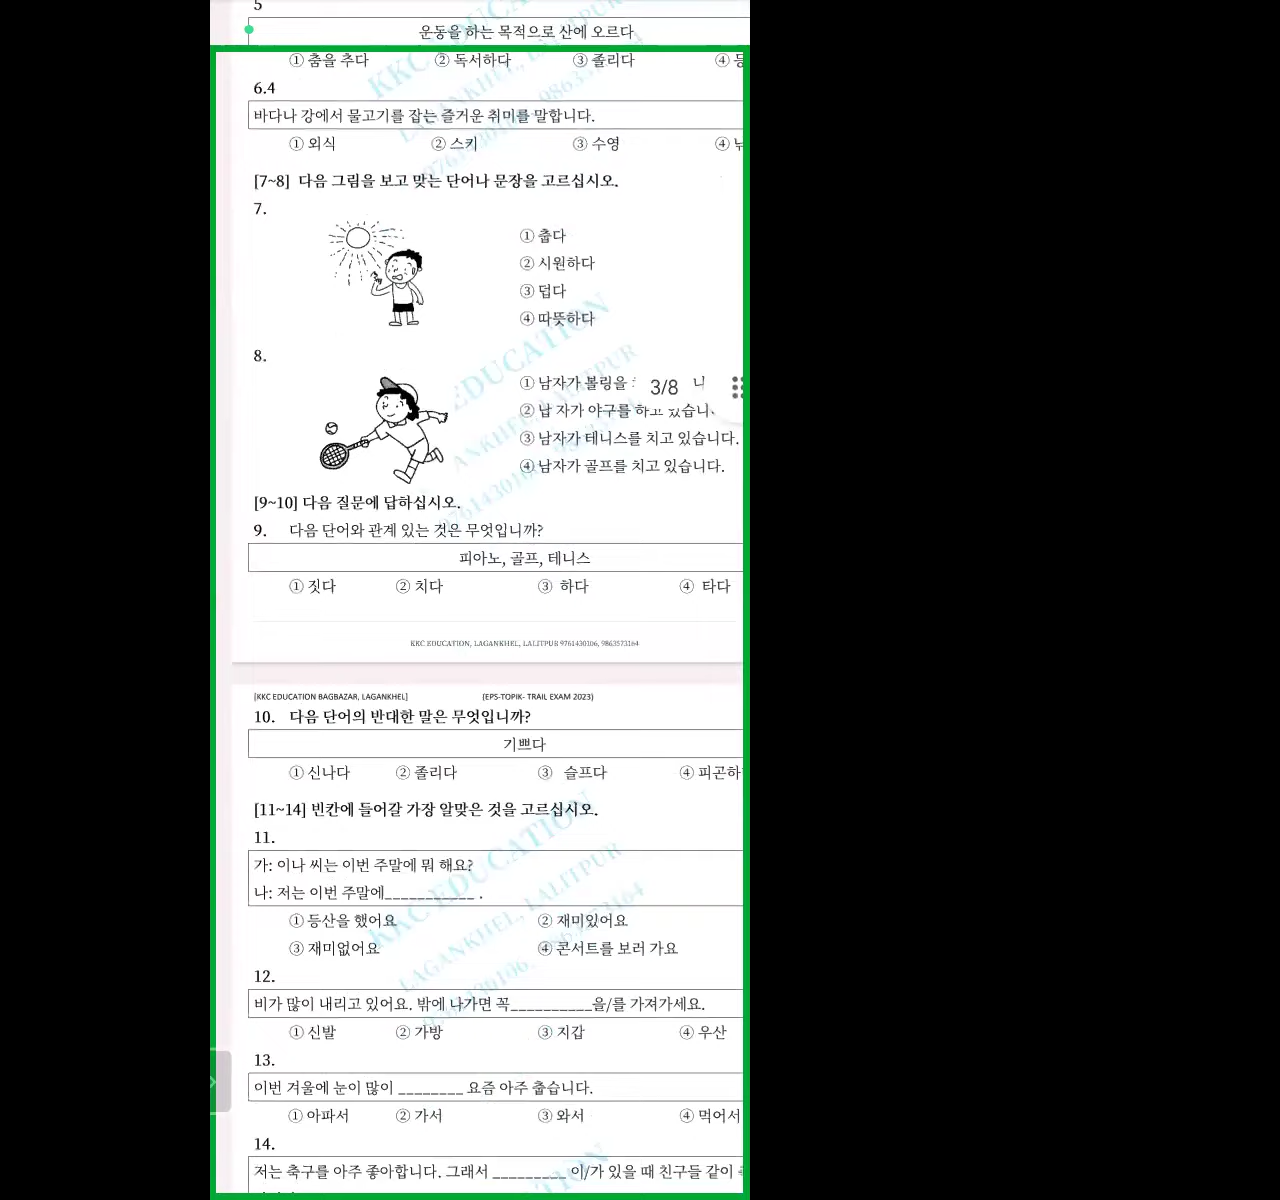 5
운동을 하는 목적으로 산에 오르다
① 춤을 추다 ② 독서하다 ③ 졸리다 ④
6.4
바다나 강에서 물고기를 잡는 즐거운 취미를 말합니다.
① 외식 ② 스키 ③ 수영 ④
[7~8] 다음 그림을 보고 맞는 단어나 문장을 고르십시오.
7.
① 춥다
② 시원하다
③ 덥다
④ 따뜻하다
8.
① 남자가 볼링을
3/8
② 납 자가 야구를 하고 있습니
③ 남자가 테니스를 치고 있습니다.
④ 남자가 골프를 치고 있습니다.
[9~10] 다음 질문에 답하십시오.
9. 다음 단어와 관계 있는 것은 무엇입니까?
피아노, 골프, 테니스
① 짓다 ② 치다 ③ 하다 ④ 타다
KKC EDUCATION, LAGANKHEL, LALITPUR 9761430106, 9863573164
[KKC EDUCATION BAGBAZAR, LAGANKHEL] (EPS-TOPIK- TRAIL EXAM 2023)
10. 다음 단어의 반대한 말은 무엇입니까?
기쁘다
① 신나다 ② 졸리다 ③ 슬프다 ④ 피곤하
[11~14] 빈칸에 들어갈 가장 알맞은 것을 고르십시오.
11.
가: 이나 씨는 이번 주말에 뭐 해요?
나: 저는 이번 주말에___________ .
① 등산을 했어요 ② 재미있어요
③ 재미없어요 ④ 콘서트를 보러 가요
12.
비가 많이 내리고 있어요. 밖에 나가면 꼭__________을/를 가져가세요.
① 신발 ② 가방 ③ 지갑 ④ 우산
13.
이번 겨울에 눈이 많이 ________ 요즘 아주 춥습니다.
① 아파서 ② 가서 ③ 와서 ④ 먹어서
14.
저는 축구를 아주 좋아합니다. 그래서 _________ 이/가 있을 때 친구들 같이